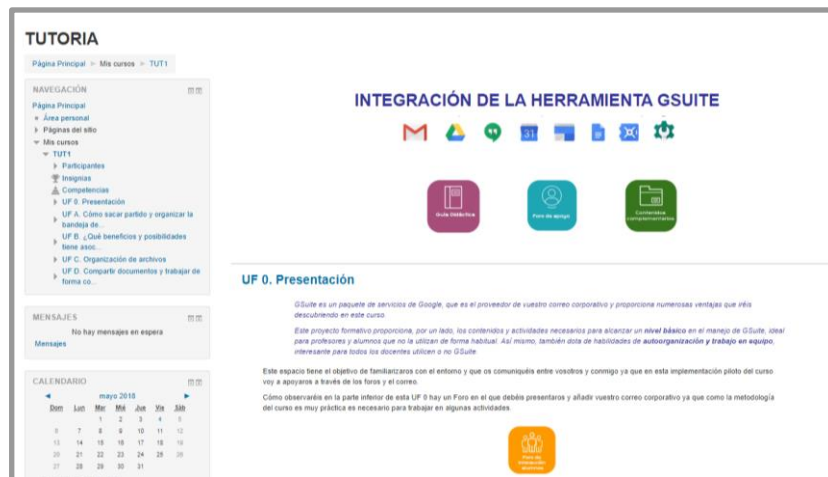 TUTORIA
Página Principal ► Mis cursos ► TUT1
NAVEGACIÓN
Página Principal
Área personal
Páginas del sitio
Mis cursos
TUT1
Participantes
Insignias
Competencias
UF 0. Presentación
UF A. Cómo sacar partido y organizar la
bandeja de...
UF B. ¿Qué beneficios y posibilidades
tiene asoc...
UF C. Organización de archivos
UF D. Compartir documentos y trabajar de
forma co...
MENSAJES
No hay mensajes en espera
Mensajes
CALENDARIO
◄ mayo 2018 ►
Dom Lun Mar Mié Jue Vie Sáb
1 2 3 4 5
6 7 8 9 10 11 12
13 14 15 16 17 18 19
20 21 22 23 24 25 26
27 28 29 30 31
INTEGRACIÓN DE LA HERRAMIENTA GSUITE
31
Guía Didáctica
Foro de apoyo
Contenidos
complementarios
UF 0. Presentación
GSuite es un paquete de servicios de Google, que es el proveedor de vuestro correo corporativo y proporciona numerosas ventajas que iréis
descubriendo en este curso.
Este proyecto formativo proporciona, por un lado, los contenidos y actividades necesarios para alcanzar un nivel básico en el manejo de GSuite, ideal
para profesores y alumnos que no la utilizan de forma habitual. Así mismo, también dota de habilidades de autoorganización y trabajo en equipo,
interesante para todos los docentes utilicen o no GSuite
Este espacio tiene el objetivo de familiarizaros con el entorno y que os comuniquéis entre vosotros y conmigo ya que en esta implementación piloto del curso
voy a apoyaros a través de los foros y el correo.
Cómo observaréis en la parte inferior de esta UF 0 hay un Foro en el que debéis presentaros y añadir vuestro correo corporativo ya que como la metodología
del curso es muy práctica es necesario para trabajar en algunas actividades.
Foro de
interacción
alumnos